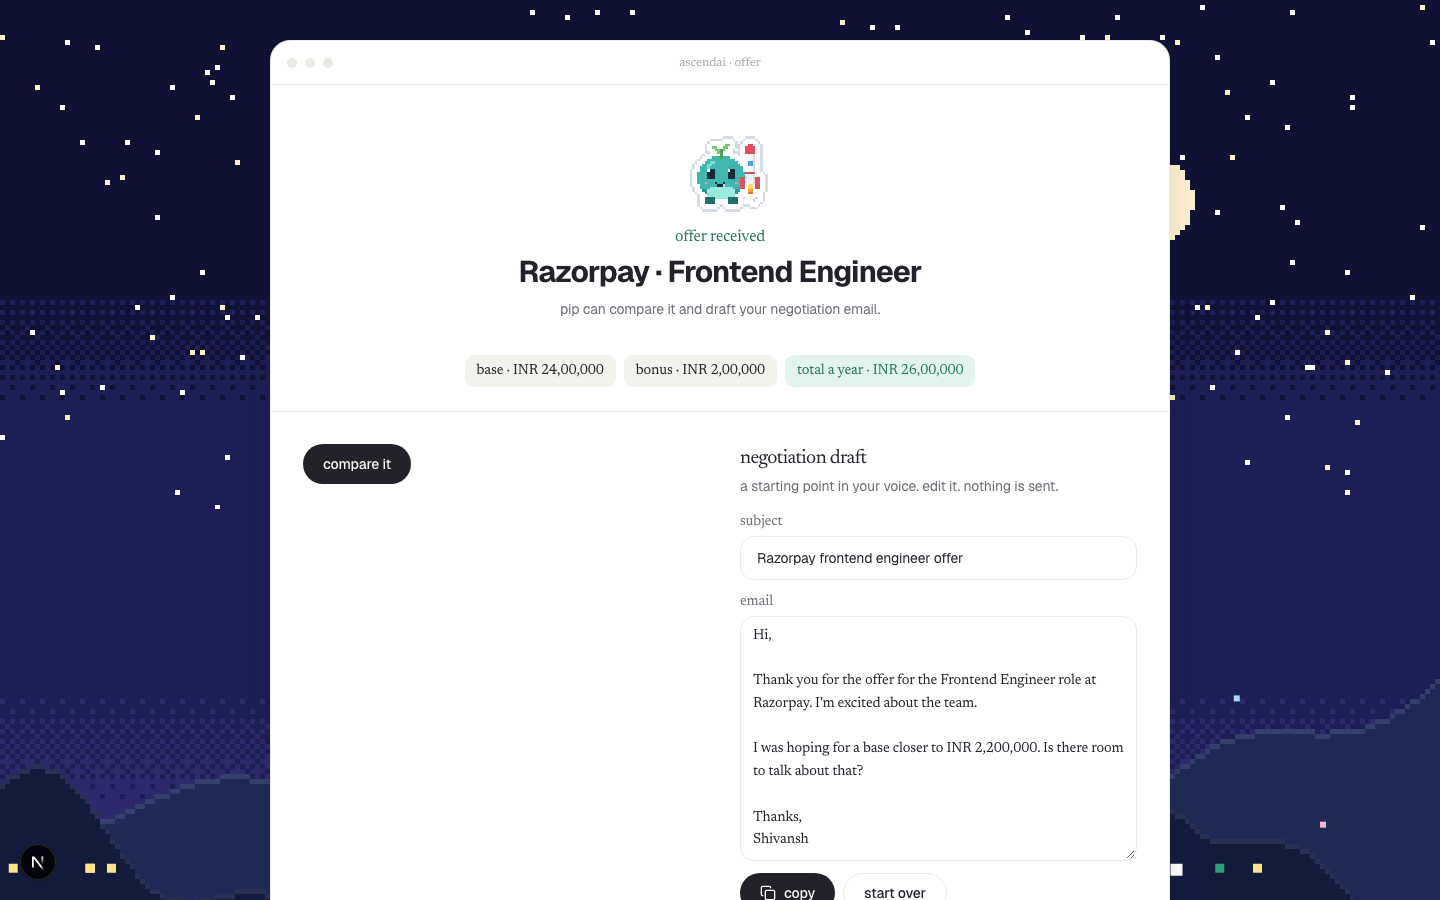 ascendai · offer
offer received
Razorpay · Frontend Engineer
pip can compare it and draft your negotiation email.
base · INR 24,00,000
bonus · INR 2,00,000
total a year · INR 26,00,000
compare it
negotiation draft
a starting point in your voice. edit it. nothing is sent.
subject
Razorpay frontend engineer offer
email
Hi,
Thank you for the offer for the Frontend Engineer role at
Razorpay. I'm excited about the team.
I was hoping for a base closer to INR 2,200,000. Is there room
to talk about that?
Thanks,
Shivansh
copy
start over
N